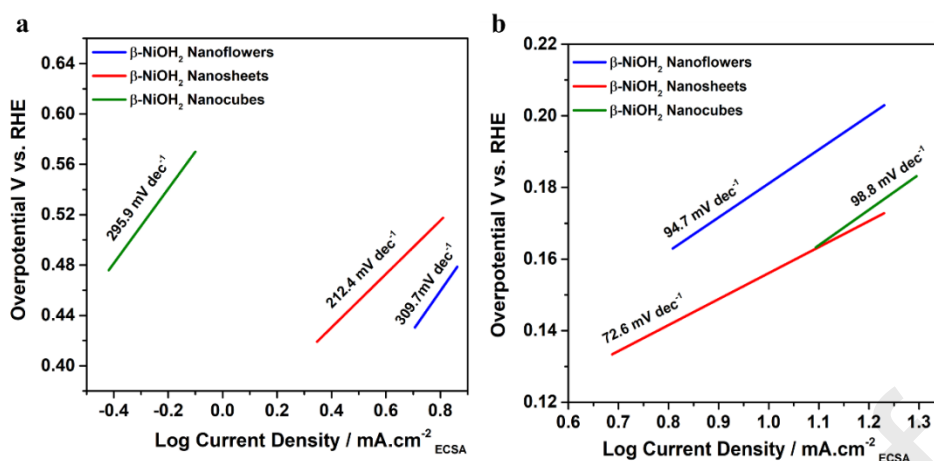 a
β-NiOH₂ Nanoflowers
β-NiOH₂ Nanosheets
β-NiOH₂ Nanocubes
0.64
0.60
0.56
0.52
0.48
0.44
0.40
Overpotential V vs. RHE
295.9 mV dec⁻¹
212.4 mV dec⁻¹
309.7mV dec⁻¹
-0.4 -0.2 0.0 0.2 0.4 0.6 0.8
Log Current Density / mA.cm⁻² ECSA
b
β-NiOH₂ Nanoflowers
β-NiOH₂ Nanosheets
β-NiOH₂ Nanocubes
0.22
0.20
0.18
0.16
0.14
0.12
Overpotential V vs. RHE
94.7 mV dec⁻¹
98.8 mV dec⁻¹
72.6 mV dec⁻¹
0.6 0.7 0.8 0.9 1.0 1.1 1.2 1.3
Log Current Density / mA.cm⁻² ECSA